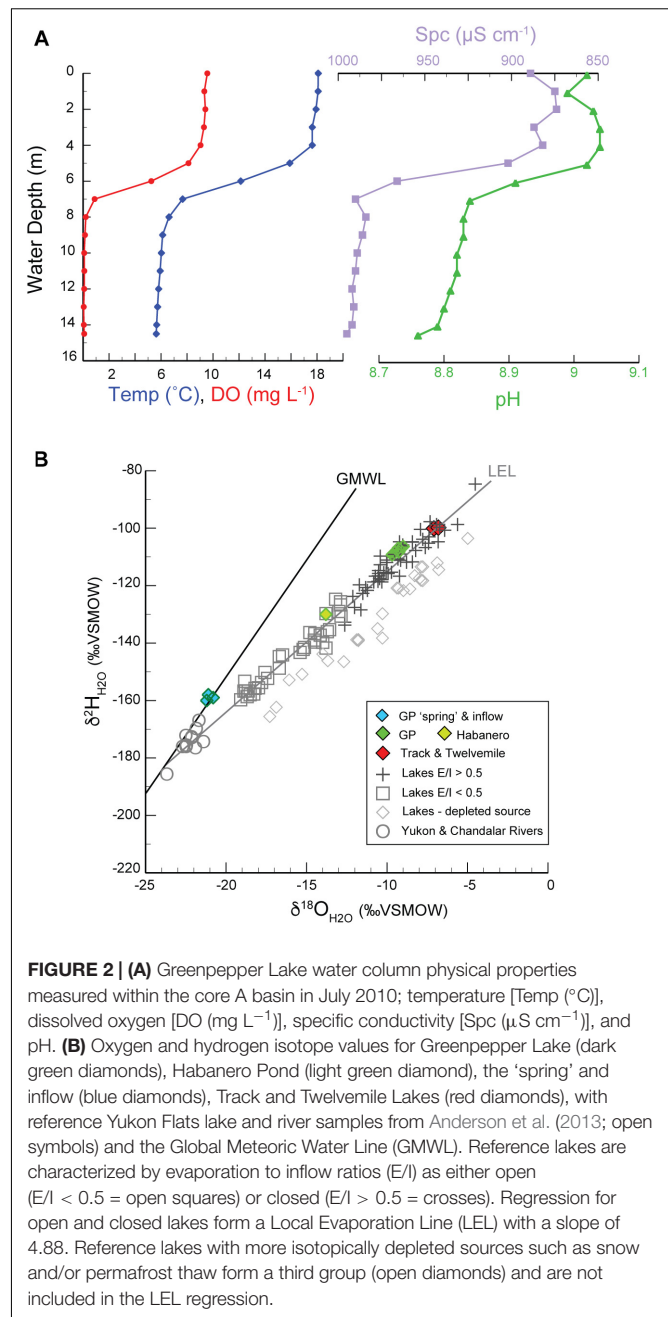 A
Spc (µS cm⁻¹)
1000 975 950 925 900 875 850
0
2
4
6
8
10
12
14
16
Water Depth (m)
0 4 8 12 16 20
Temp (°C), DO (mg L⁻¹)
8.7 8.8 8.9 9 9.1
pH
B
-80
-100
-120
-140
-160
-180
-200
-220
δ²H H2O (‰VSMOW)
GMWL
LEL
GP 'spring' & inflow
GP Habanero
Track & Twelvemile
Lakes E/I > 0.5
Lakes E/I < 0.5
Lakes - depleted source
Yukon & Chandalar Rivers
-25 -20 -15 -10 -5 0
δ¹⁸O H2O (‰VSMOW)
FIGURE 2 | (A) Greenpepper Lake water column physical properties
measured within the core A basin in July 2010; temperature [Temp (°C)],
dissolved oxygen [DO (mg L⁻¹)], specific conductivity [Spc (µS cm⁻¹)], and
pH. (B) Oxygen and hydrogen isotope values for Greenpepper Lake (dark
green diamonds), Habanero Pond (light green diamond), the 'spring' and
inflow (blue diamonds), Track and Twelvemile Lakes (red diamonds), with
reference Yukon Flats lake and river samples from Anderson et al. (2013; open
symbols) and the Global Meteoric Water Line (GMWL). Reference lakes are
characterized by evaporation to inflow ratios (E/I) as either open
(E/I < 0.5 = open squares) or closed (E/I > 0.5 = crosses). Regression for
open and closed lakes form a Local Evaporation Line (LEL) with a slope of
4.88. Reference lakes with more isotopically depleted sources such as snow
and/or permafrost thaw form a third group (open diamonds) and are not
included in the LEL regression.